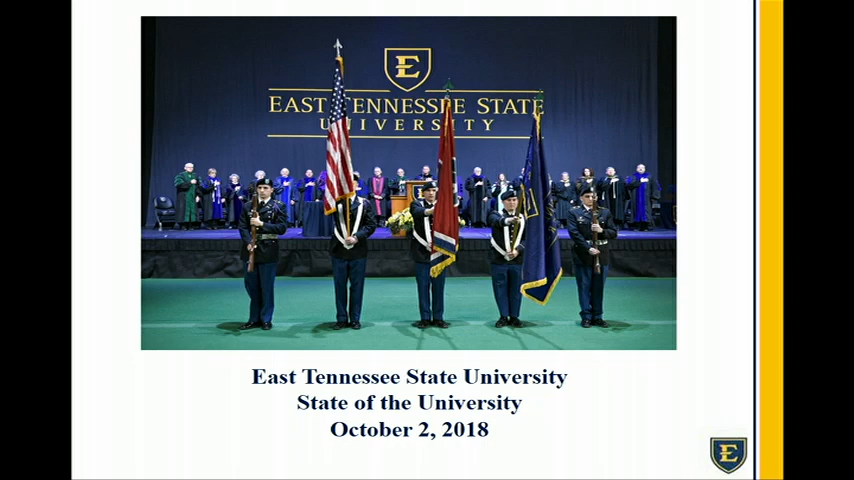 E
EAST TENNESSEE STATE
UNIVERSITY
East Tennessee State University
State of the University
October 2, 2018
E